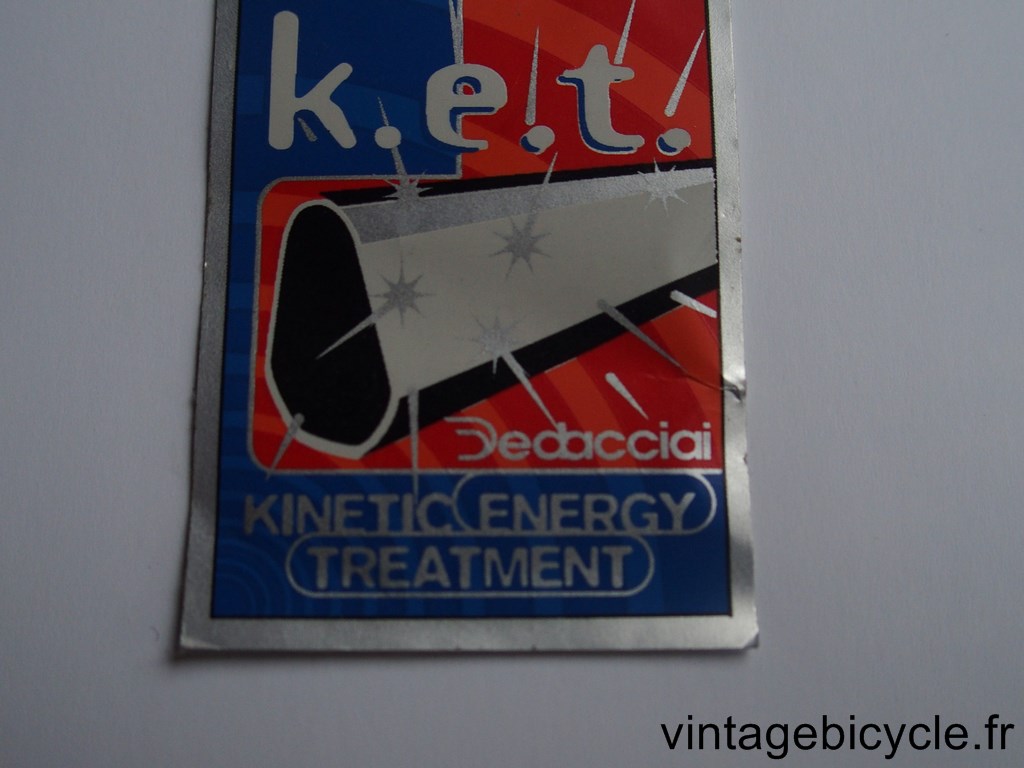 k.e.t.
Dedacciai
KINETIC ENERGY
TREATMENT
vintagebicycle.fr